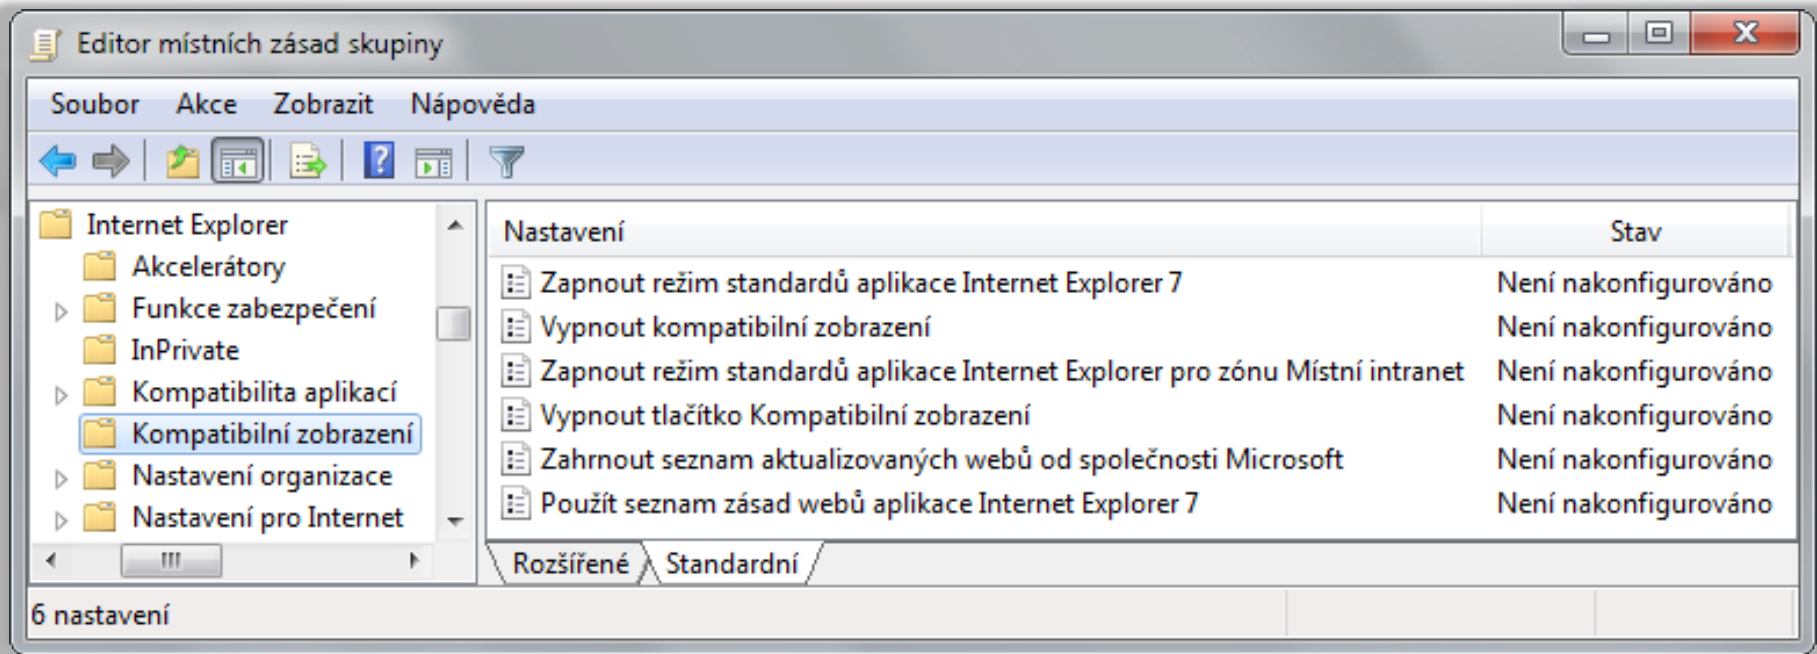 Editor místních zásad skupiny
Soubor Akce Zobrazit Nápověda
Internet Explorer
Akcelerátory
Funkce zabezpečení
InPrivate
Kompatibilita aplikací
Kompatibilní zobrazení
Nastavení organizace
Nastavení pro Internet
Nastavení Stav
Zapnout režim standardů aplikace Internet Explorer 7 Není nakonfigurováno
Vypnout kompatibilní zobrazení Není nakonfigurováno
Zapnout režim standardů aplikace Internet Explorer pro zónu Místní intranet Není nakonfigurováno
Vypnout tlačítko Kompatibilní zobrazení Není nakonfigurováno
Zahrnout seznam aktualizovaných webů od společnosti Microsoft Není nakonfigurováno
Použít seznam zásad webů aplikace Internet Explorer 7 Není nakonfigurováno
Rozšířené Standardní
6 nastavení